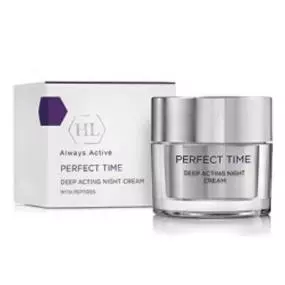 HL
Always Active
PERFECT TIME
DEEP ACTING NIGHT CREAM
WITH PEPTIDES
PERFECT TIME
DEEP ACTING NIGHT
CREAM